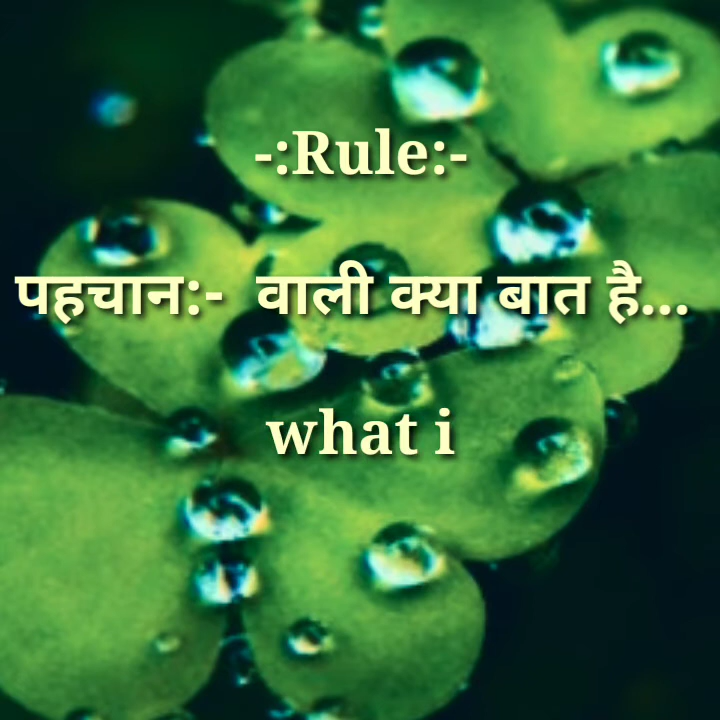 -:Rule:-
पहचान:- वाली क्या बात है...
what i